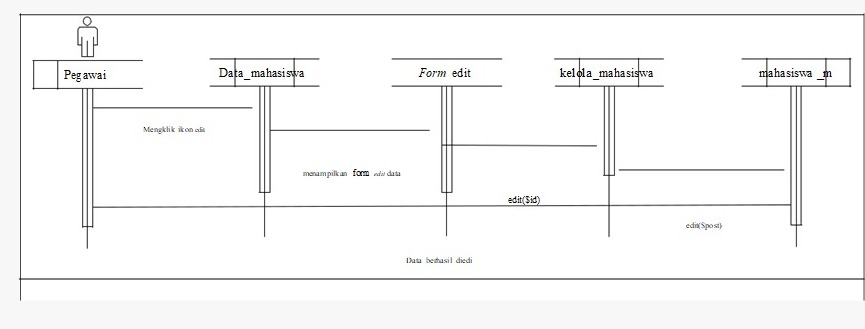 Pegawai
Data_mahasiswa
Form edit
kelola_mahasiswa
mahasiswa _m
Mengklik ikon edit
menampilkan form edit data
edit($id)
edit($post)
Data berhasil diedi